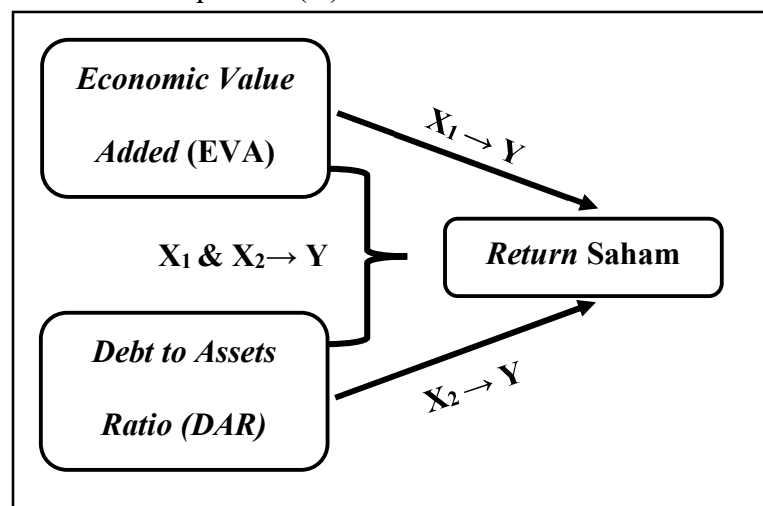 Economic Value
Added (EVA)
X₁ → Y
X₁ & X₂→ Y
Return Saham
Debt to Assets
Ratio (DAR)
X₂ → Y